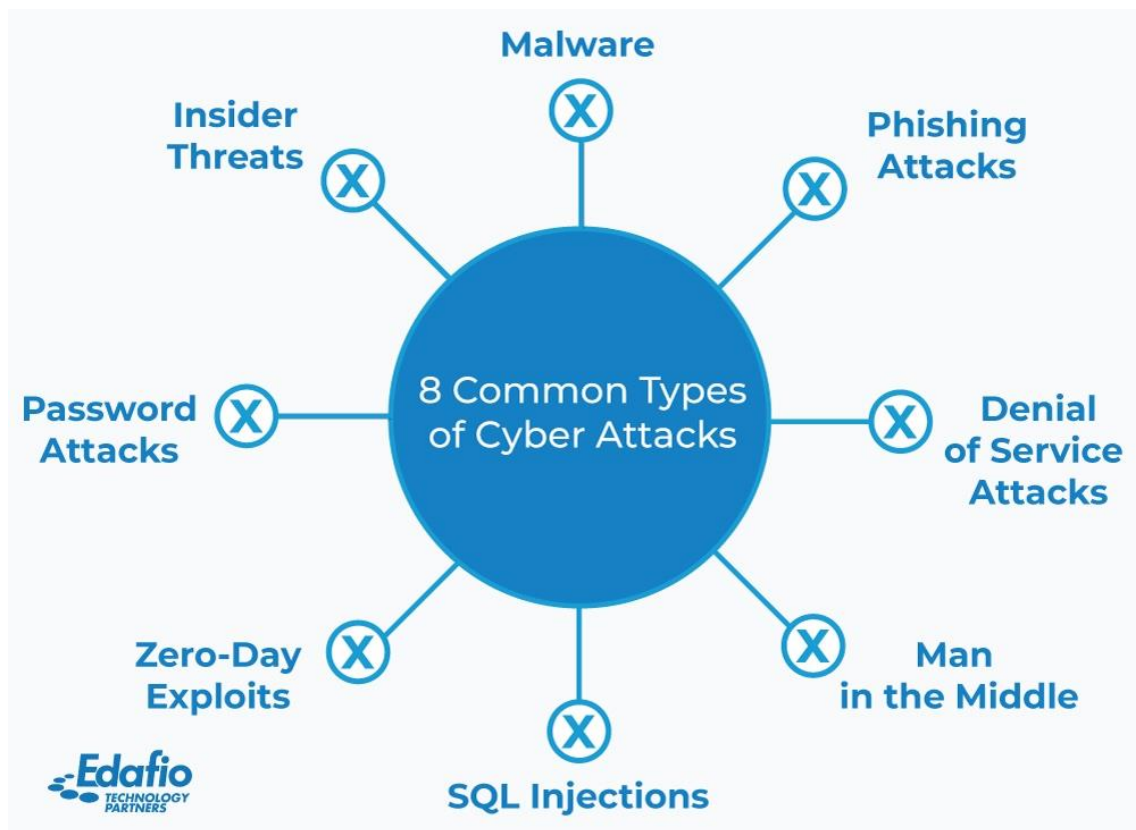 Malware
X
Phishing
Attacks
X
Denial
of Service
Attacks
X
Man
in the Middle
X
SQL Injections
X
Zero-Day
Exploits
X
Password
Attacks
X
Insider
Threats
X
8 Common Types
of Cyber Attacks
Edafio
TECHNOLOGY
PARTNERS